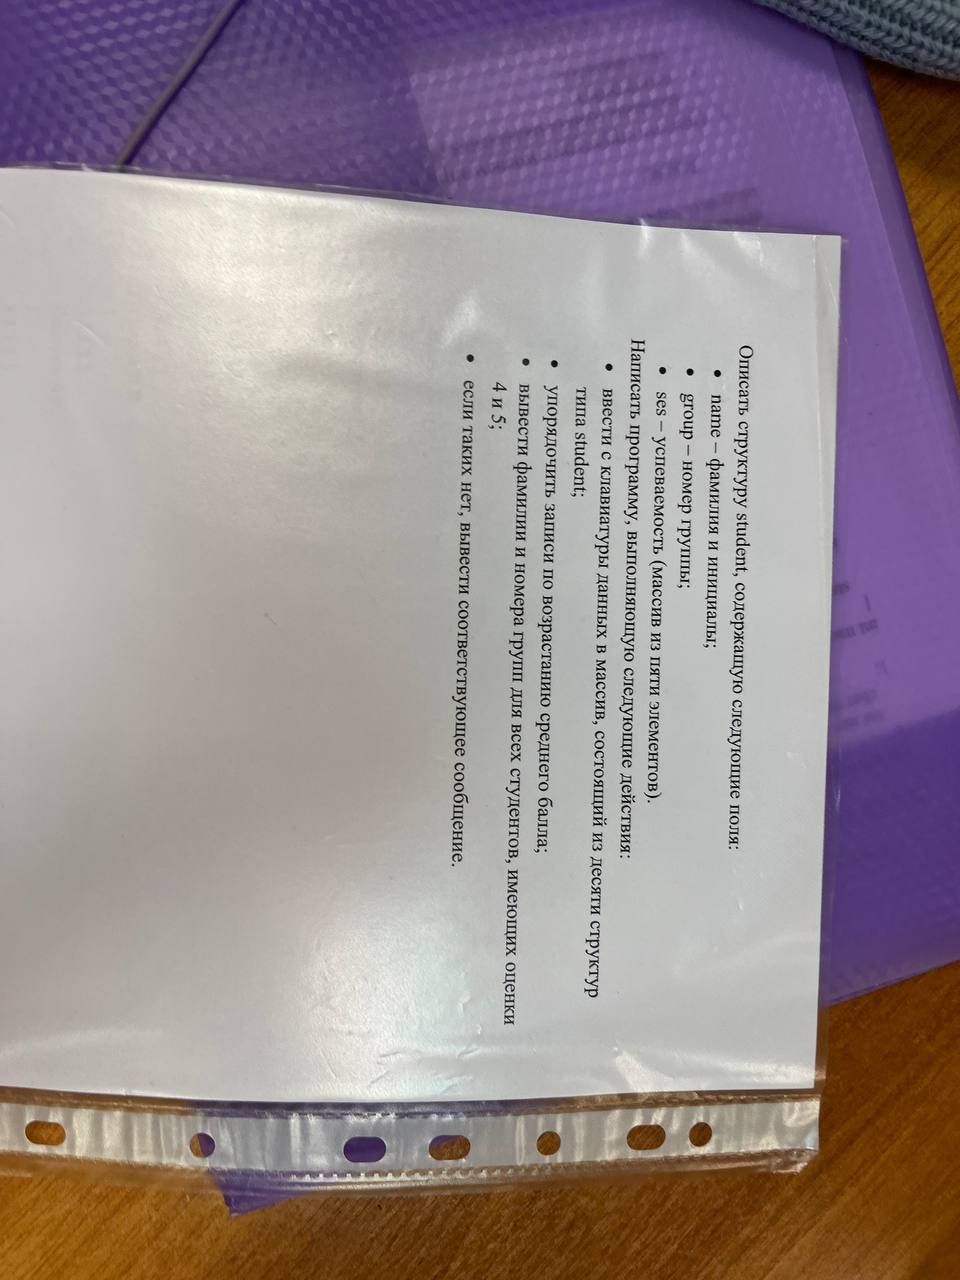 Описать структуру student, содержащую следующие поля:
• name – фамилия и инициалы;
• group – номер группы;
• ses – успеваемость (массив из пяти элементов).
Написать программу, выполняющую следующие действия:
• ввести с клавиатуры данных в массив, состоящий из десяти структур
типа student;
• упорядочить записи по возрастанию среднего балла;
• вывести фамилии и номера групп для всех студентов, имеющих оценки
4 и 5;
• если таких нет, вывести соответствующее сообщение.